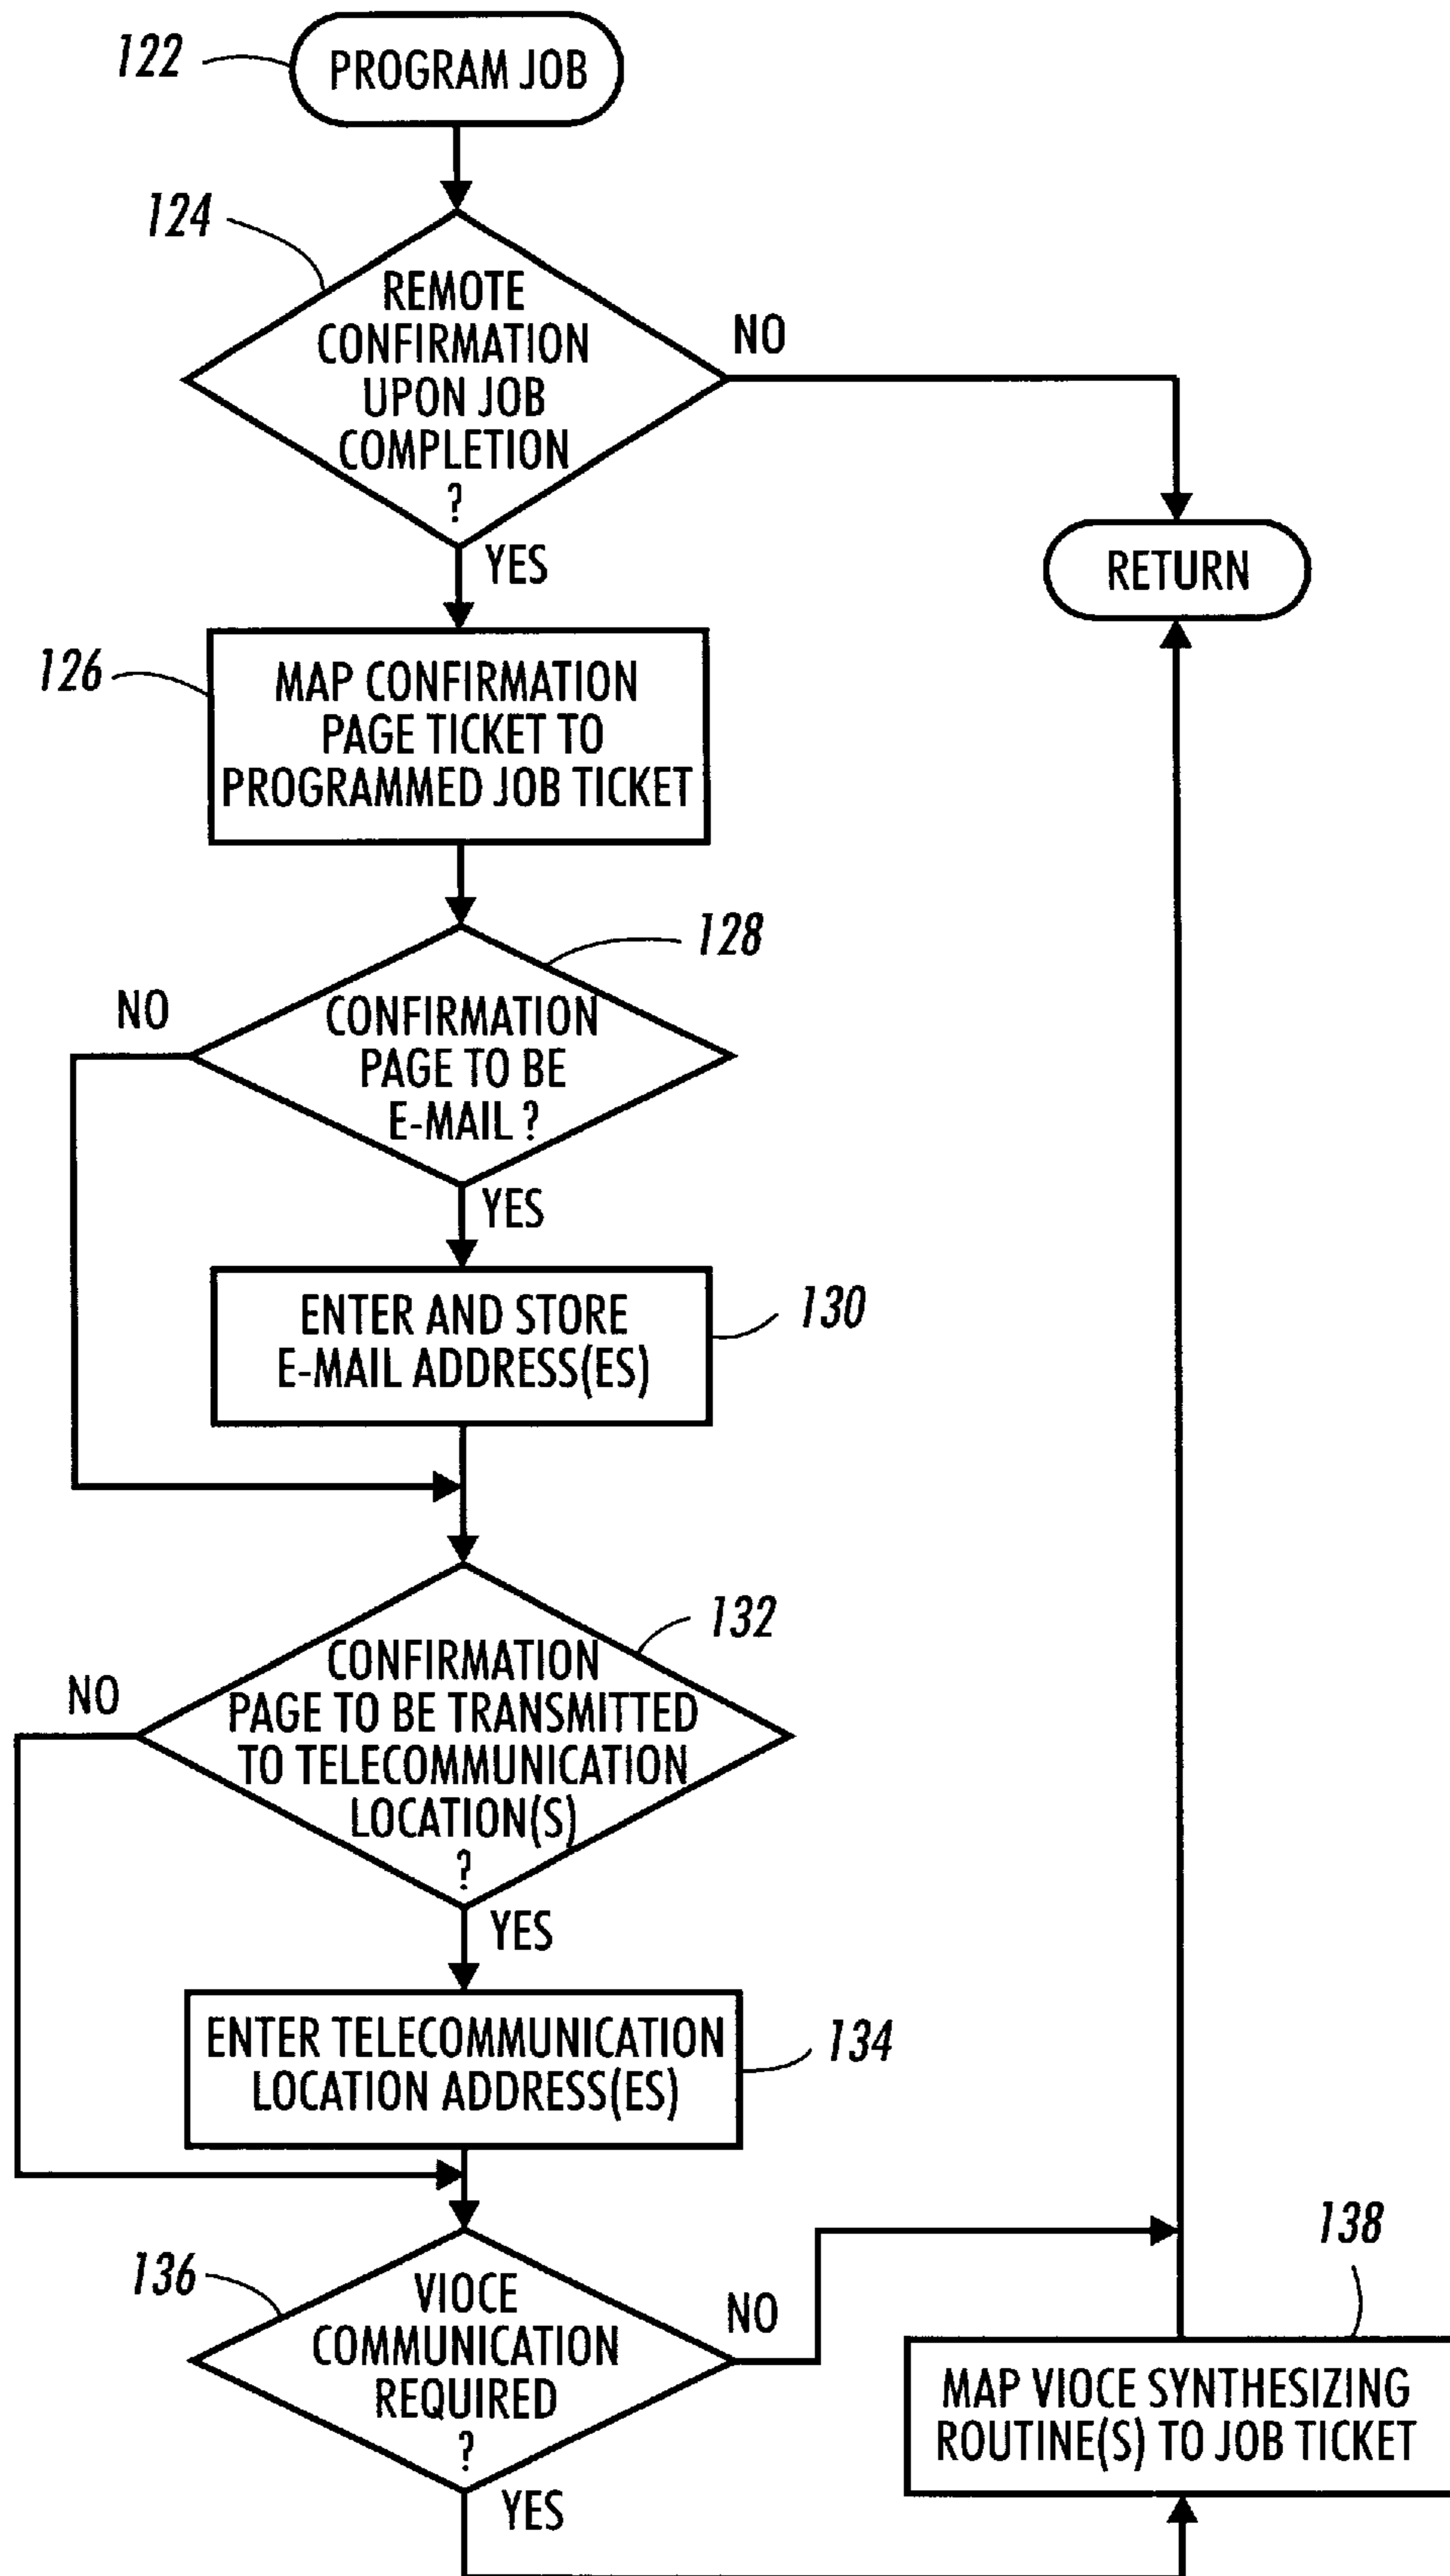 122
PROGRAM JOB
124
REMOTE
CONFIRMATION
UPON JOB
COMPLETION
?
NO
YES
RETURN
126
MAP CONFIRMATION
PAGE TICKET TO
PROGRAMMED JOB TICKET
128
NO
CONFIRMATION
PAGE TO BE
E-MAIL ?
YES
ENTER AND STORE
E-MAIL ADDRESS(ES)
130
132
NO
CONFIRMATION
PAGE TO BE TRANSMITTED
TO TELECOMMUNICATION
LOCATION(S)
?
YES
ENTER TELECOMMUNICATION
LOCATION ADDRESS(ES)
134
136
VIOCE
COMMUNICATION
REQUIRED
?
NO
YES
138
MAP VIOCE SYNTHESIZING
ROUTINE(S) TO JOB TICKET